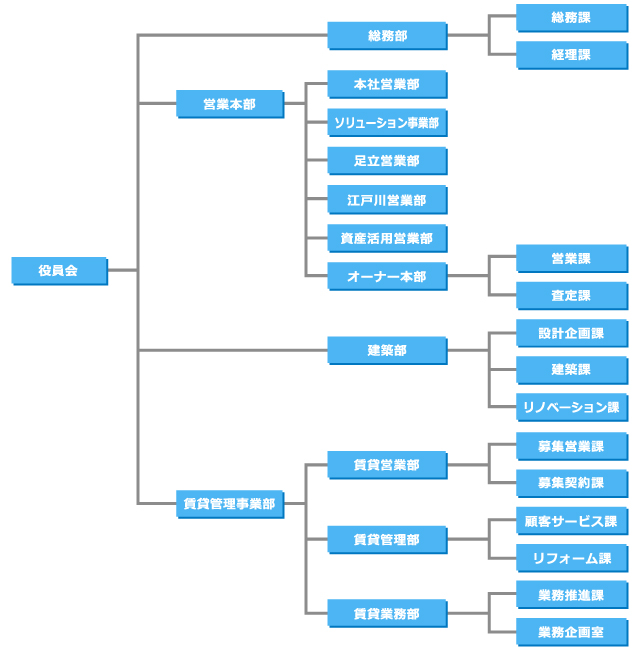 役員会
総務部
総務課
経理課
営業本部
本社営業部
ソリューション事業部
足立営業部
江戸川営業部
資産活用営業部
オーナー本部
営業課
査定課
建築部
設計企画課
建築課
リノベーション課
賃貸管理事業部
賃貸営業部
募集営業課
募集契約課
賃貸管理部
顧客サービス課
リフォーム課
賃貸業務部
業務推進課
業務企画室